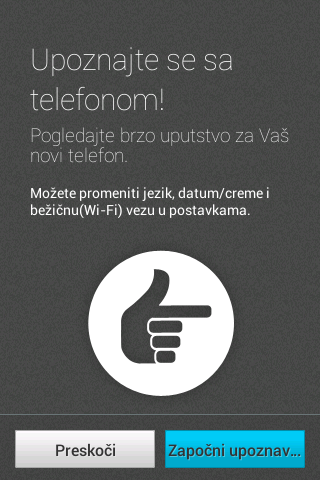 Upoznajte se sa
telefonom!
Pogledajte brzo uputstvo za Vaš
novi telefon.
Možete promeniti jezik, datum/creme i
bežičnu(Wi-Fi) vezu u postavkama.
Preskoči
Započni upoznav...